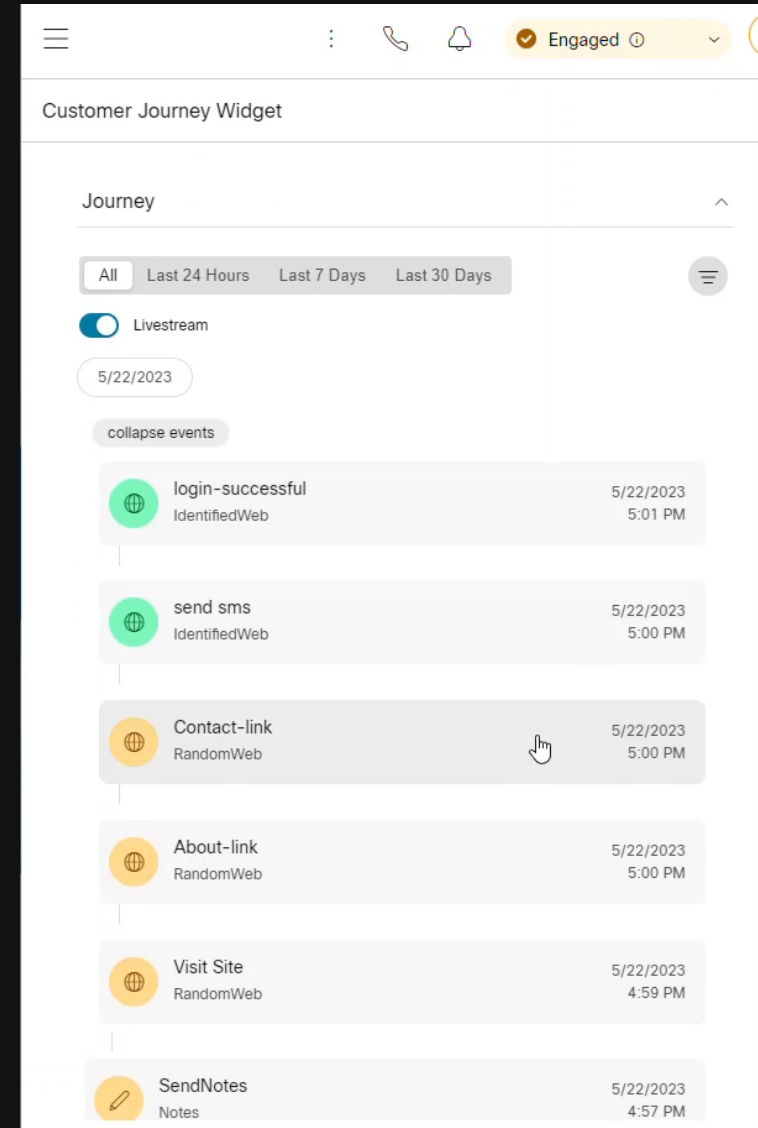 Engaged
Customer Journey Widget
Journey
All Last 24 Hours Last 7 Days Last 30 Days
Livestream
5/22/2023
collapse events
login-successful 5/22/2023
IdentifiedWeb 5:01 PM
send sms 5/22/2023
IdentifiedWeb 5:00 PM
Contact-link 5/22/2023
RandomWeb 5:00 PM
About-link 5/22/2023
RandomWeb 5:00 PM
Visit Site 5/22/2023
RandomWeb 4:59 PM
SendNotes 5/22/2023
Notes 4:57 PM